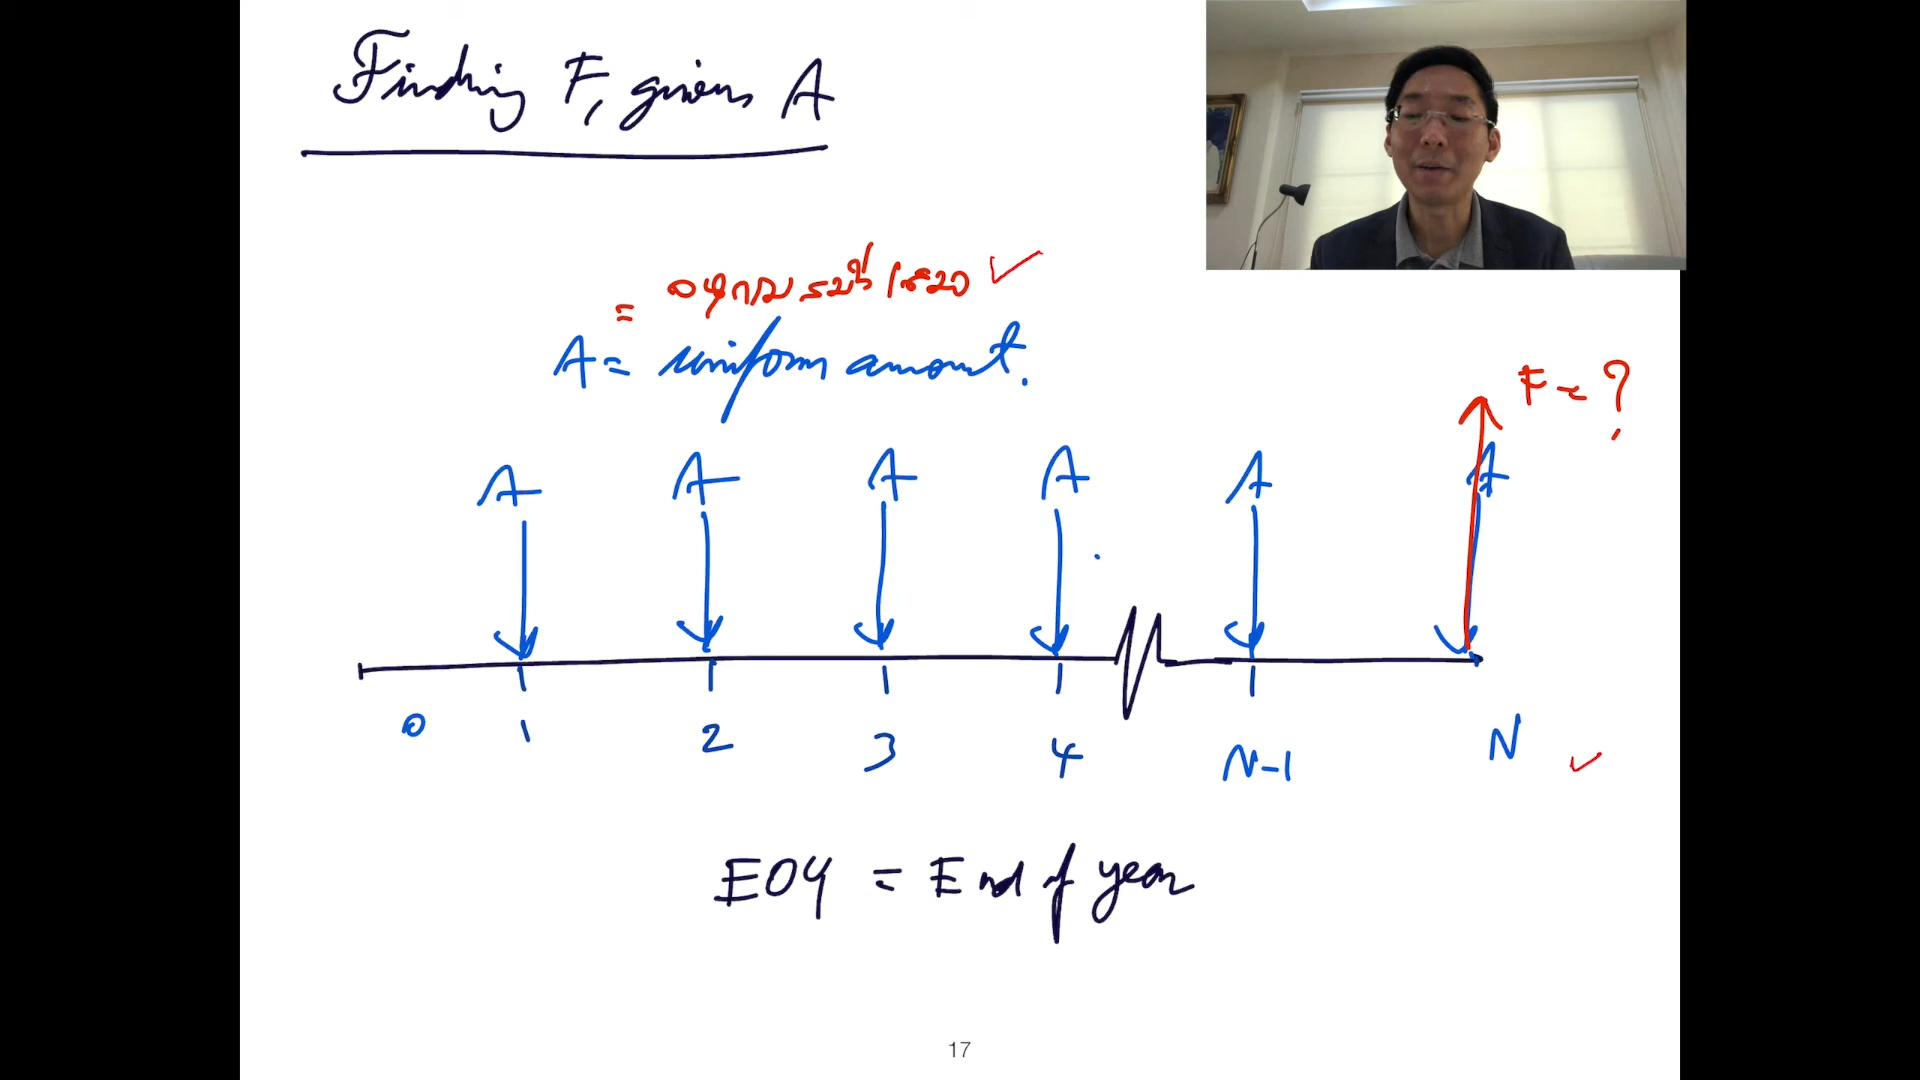 Finding F, given A
=
A = uniform amount.
F = ?
A A A A A A
0 1 2 3 4 N-1 N
EOY = End of year
17